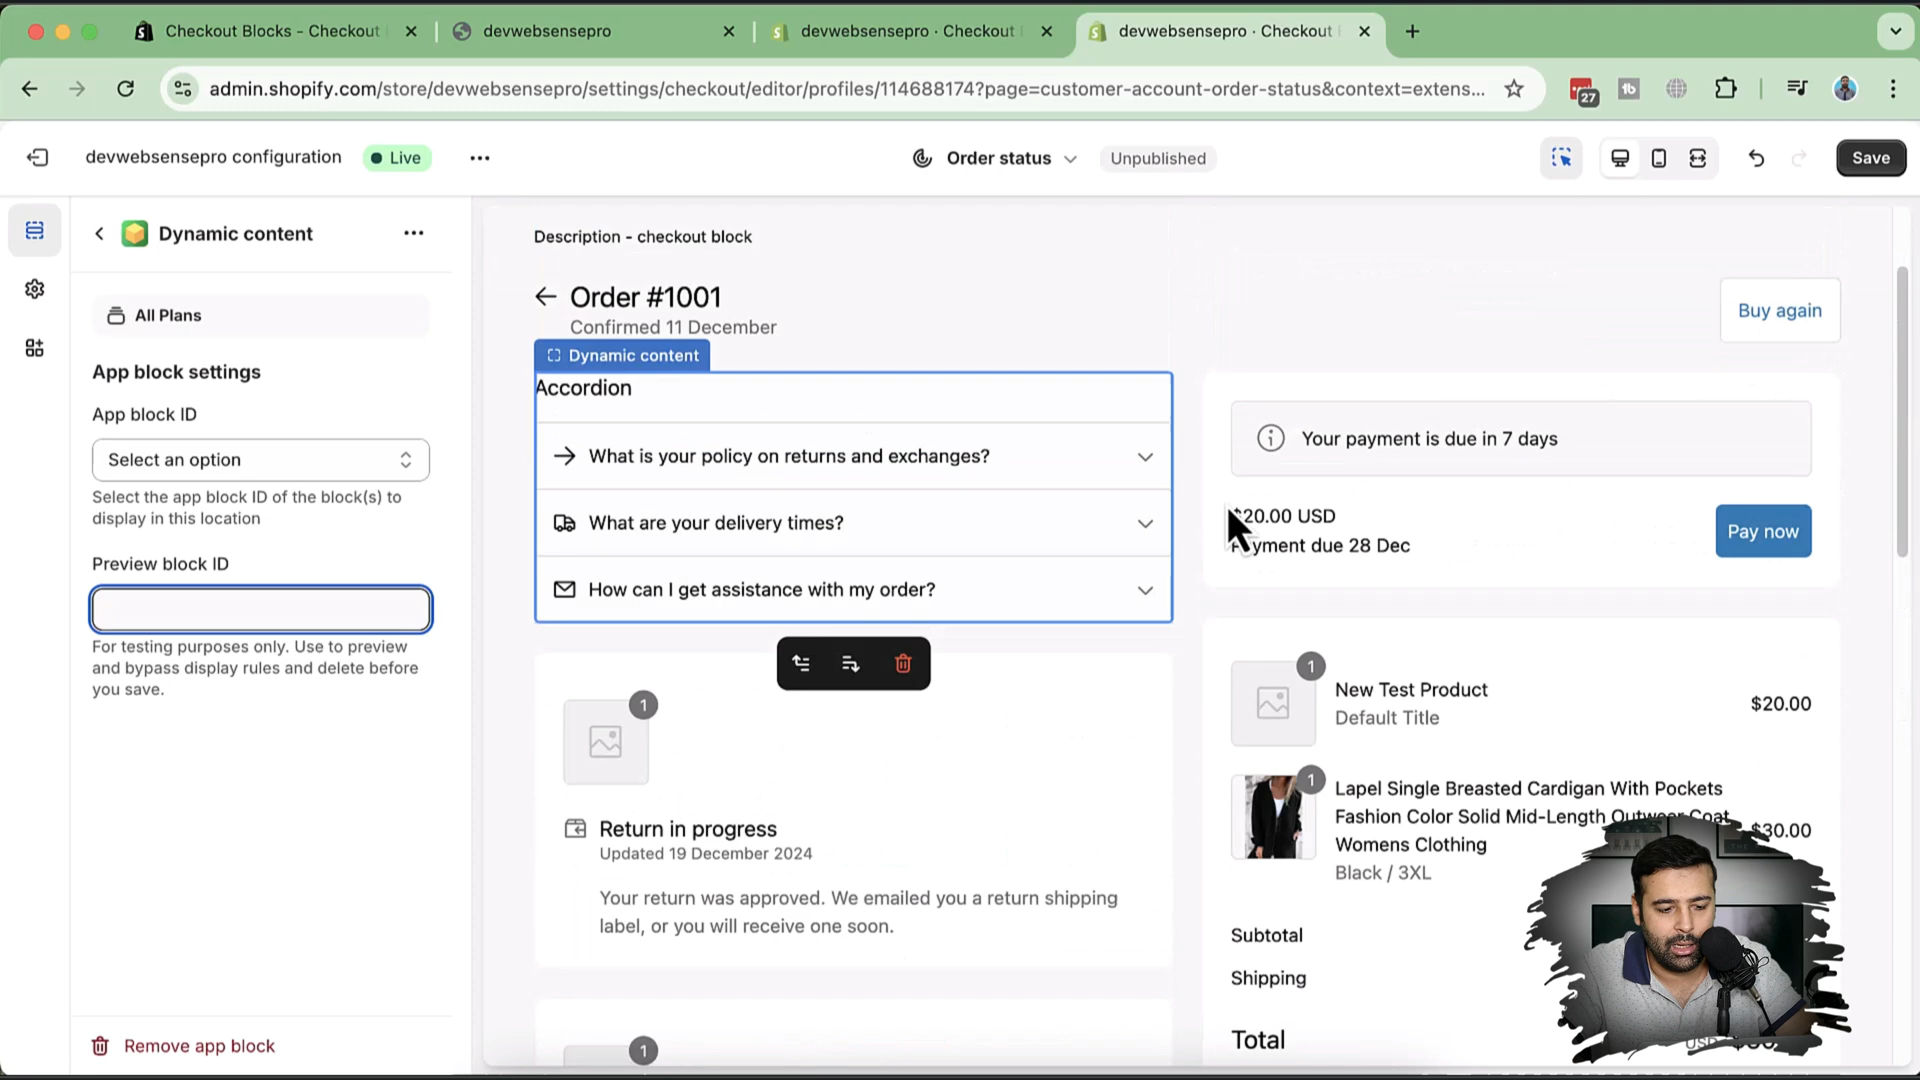 Checkout Blocks - Checkout
devwebsensepro
devwebsensepro · Checkout
devwebsensepro · Checkout
admin.shopify.com/store/devwebsensepro/settings/checkout/editor/profiles/114688174?page=customer-account-order-status&context=extens...
27
devwebsensepro configuration
Live
Order status
Unpublished
Save
Dynamic content
All Plans
App block settings
App block ID
Select an option
Select the app block ID of the block(s) to
display in this location
Preview block ID
For testing purposes only. Use to preview
and bypass display rules and delete before
you save.
Remove app block
Description - checkout block
Order #1001
Confirmed 11 December
Buy again
Dynamic content
Accordion
What is your policy on returns and exchanges?
What are your delivery times?
How can I get assistance with my order?
1
Return in progress
Updated 19 December 2024
Your return was approved. We emailed you a return shipping
label, or you will receive one soon.
1
Your payment is due in 7 days
$20.00 USD
Payment due 28 Dec
Pay now
1
New Test Product
Default Title
$20.00
1
Lapel Single Breasted Cardigan With Pockets
Fashion Color Solid Mid-Length Outwear Coat
Womens Clothing
Black / 3XL
$30.00
Subtotal
Shipping
Total